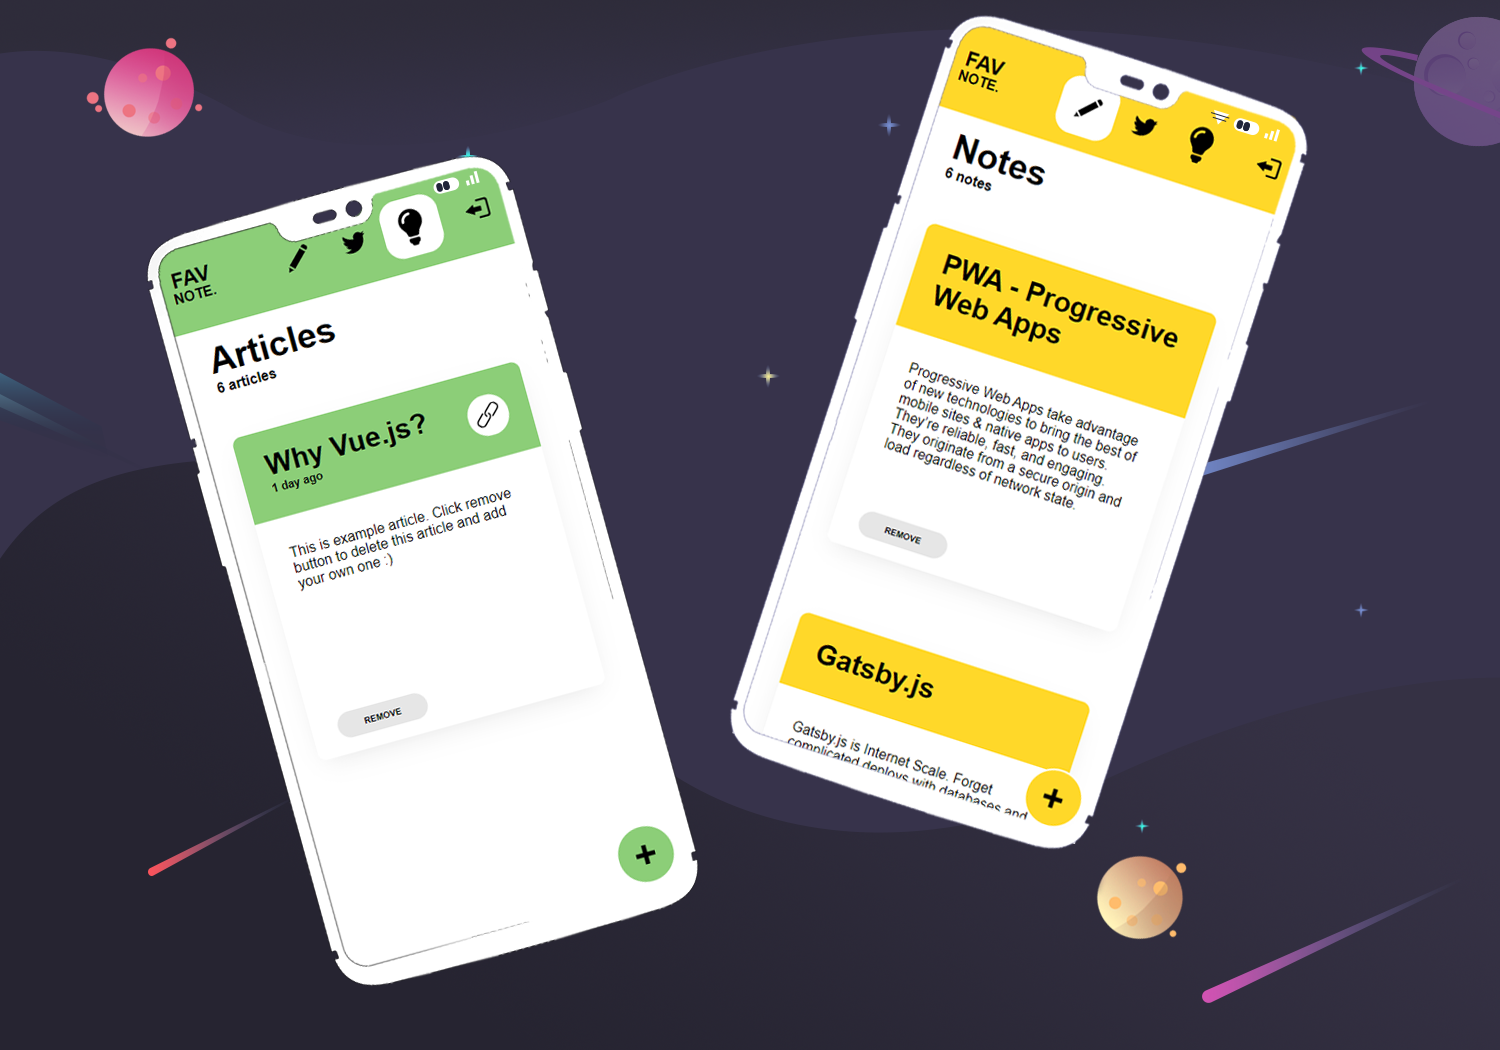 FAV
NOTE.
Articles
6 articles
Why Vue.js?
1 day ago
This is example article. Click remove
button to delete this article and add
your own one :)
REMOVE
FAV
NOTE.
Notes
6 notes
PWA - Progressive
Web Apps
Progressive Web Apps take advantage
of new technologies to bring the best of
mobile sites & native apps to users.
They're reliable, fast, and engaging.
They originate from a secure origin and
load regardless of network state.
REMOVE
Gatsby.js
Gatsby.js is Internet Scale. Forget
complicated deploys with databases and